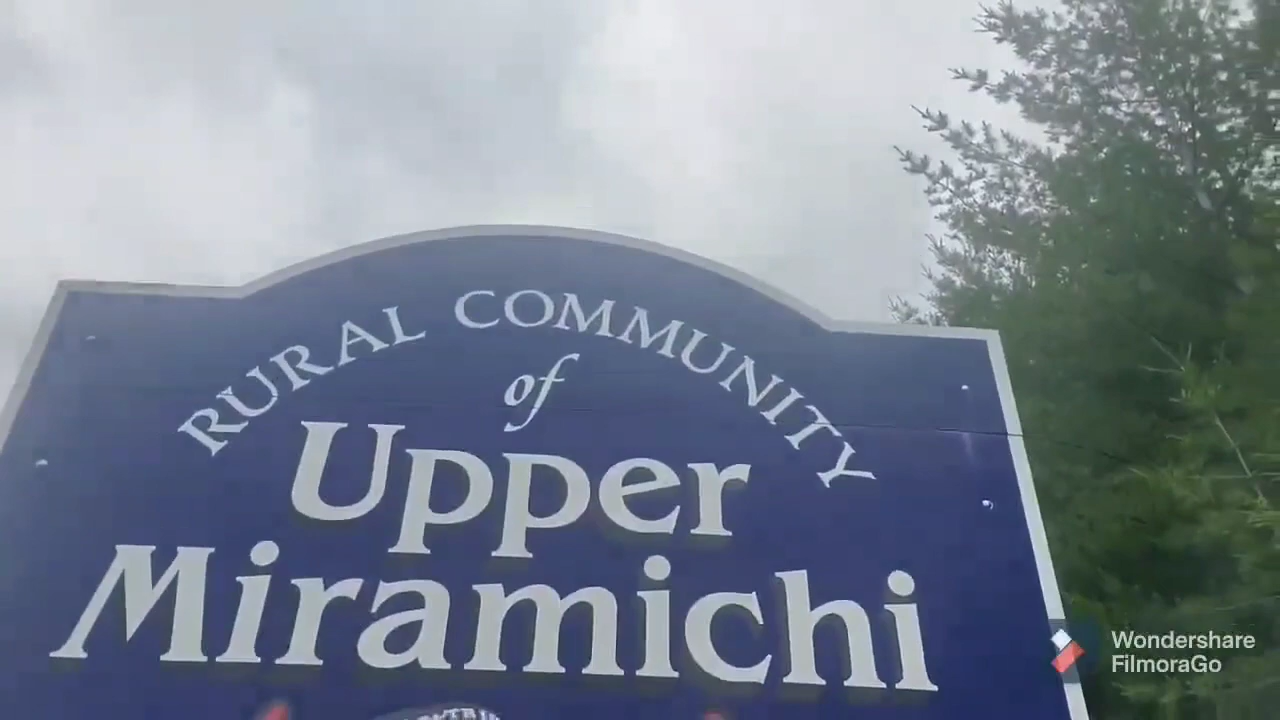 RURAL COMMUNITY
of
Upper
Miramichi
Wondershare
FilmoraGo